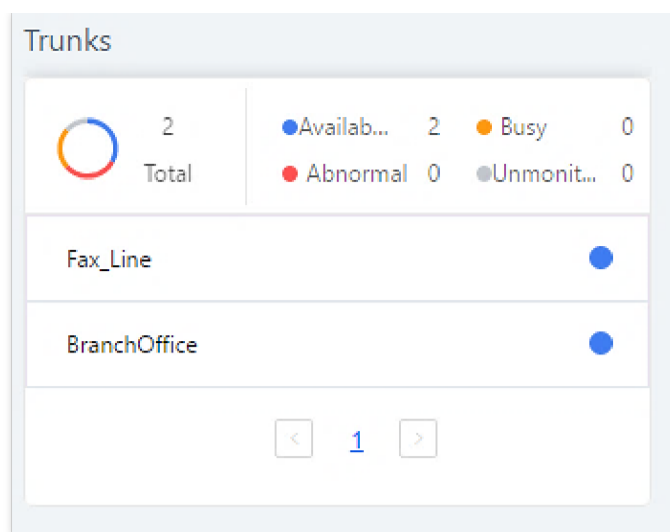 Trunks
2 Availab... 2 Busy 0
Total Abnormal 0 Unmonit... 0
Fax_Line
BranchOffice
< 1 >